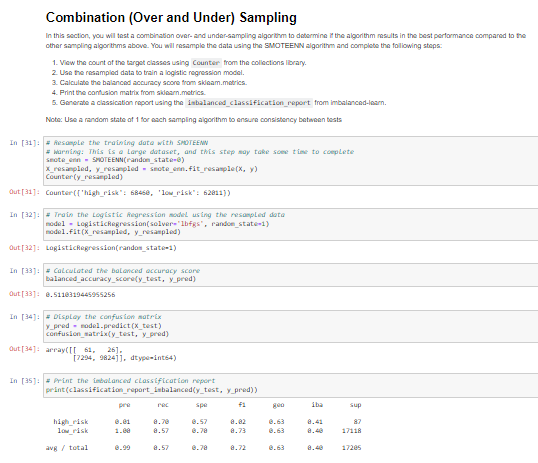 Combination (Over and Under) Sampling
In this section, you will test a combination over- and under-sampling algorithm to determine if the algorithm results in the best performance compared to the
other sampling algorithms above. You will resample the data using the SMOTEENN algorithm and complete the following steps:
1. View the count of the target classes using Counter from the collections library.
2. Use the resampled data to train a logistic regression model.
3. Calculate the balanced accuracy score from sklearn.metrics.
4. Print the confusion matrix from sklearn.metrics.
5. Generate a classication report using the imbalanced_classification_report from imbalanced-learn.
Note: Use a random state of 1 for each sampling algorithm to ensure consistency between tests
In [31]: # Resample the training data with SMOTEENN
# Warning: This is a large dataset, and this step may take some time to complete
smote_enn = SMOTEENN(random_state=0)
X_resampled, y_resampled = smote_enn.fit_resample(X, y)
Counter(y_resampled)
Out[31]: Counter({'high_risk': 68460, 'low_risk': 62011})
In [32]: # Train the Logistic Regression model using the resampled data
model = LogisticRegression(solver='lbfgs', random_state=1)
model.fit(X_resampled, y_resampled)
Out[32]: LogisticRegression(random_state=1)
In [33]: # Calculated the balanced accuracy score
balanced_accuracy_score(y_test, y_pred)
Out[33]: 0.5110319445955256
In [34]: # Display the confusion matrix
y_pred = model.predict(X_test)
confusion_matrix(y_test, y_pred)
Out[34]: array([[ 61, 26],
[7294, 9824]], dtype=int64)
In [35]: # Print the imbalanced classification report
print(classification_report_imbalanced(y_test, y_pred))
pre rec spe f1 geo iba sup
high_risk 0.01 0.70 0.57 0.02 0.63 0.41 87
low_risk 1.00 0.57 0.70 0.73 0.63 0.40 17118
avg / total 0.99 0.57 0.70 0.72 0.63 0.40 17205